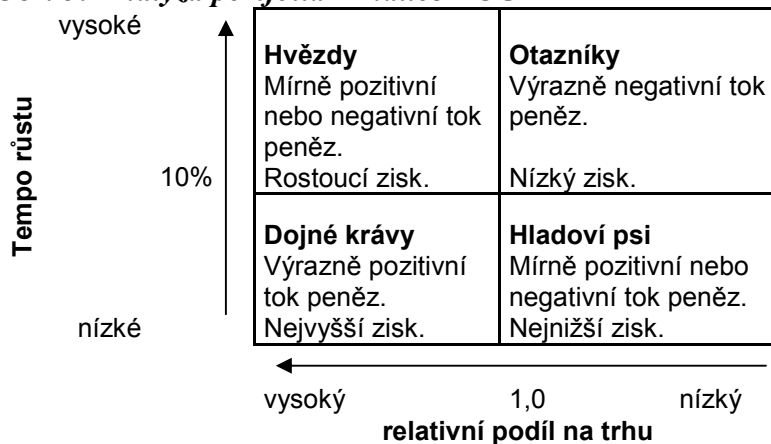 vysoké
Tempo růstu
10%
nízké
Hvězdy
Mírně pozitivní
nebo negativní tok
peněz.
Rostoucí zisk.
Otazníky
Výrazně negativní tok
peněz.
Nízký zisk.
Dojné krávy
Výrazně pozitivní
tok peněz.
Nejvyšší zisk.
Hladoví psi
Mírně pozitivní nebo
negativní tok peněz.
Nejnižší zisk.
vysoký 1,0 nízký
relativní podíl na trhu